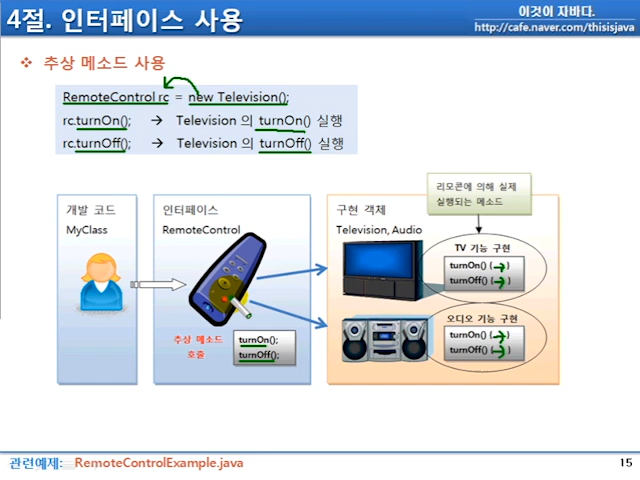 4절. 인터페이스 사용
이것이 자바다.
http://cafe.naver.com/thisisjava
❖ 추상 메소드 사용
RemoteControl rc = new Television();
rc.turnOn(); → Television 의 turnOn() 실행
rc.turnOff(); → Television 의 turnOff() 실행
리모콘에 의해 실제
실행되는 메소드
개발 코드
MyClass
인터페이스
RemoteControl
구현 객체
Television, Audio
TV 기능 구현
turnOn() { }
turnOff() { }
추상 메소드
호출
turnOn();
turnOff();
오디오 기능 구현
turnOn() { }
turnOff() { }
관련예제: RemoteControlExample.java
15